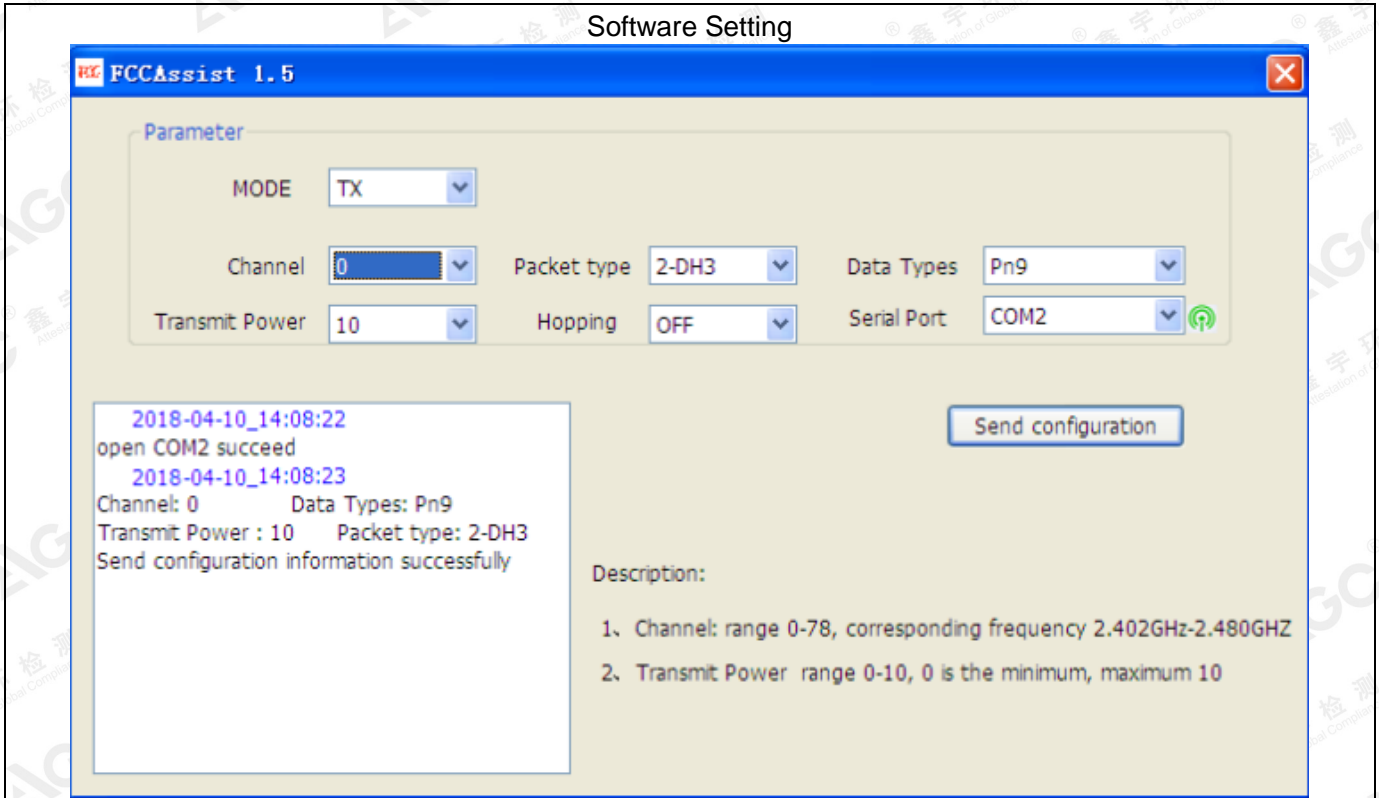 Software Setting
FCC FCCAssist 1.5
Parameter
MODE TX
Channel 0 Packet type 2-DH3 Data Types Pn9
Transmit Power 10 Hopping OFF Serial Port COM2
2018-04-10_14:08:22
open COM2 succeed
2018-04-10_14:08:23
Channel: 0 Data Types: Pn9
Transmit Power : 10 Packet type: 2-DH3
Send configuration information successfully
Send configuration
Description:
1、Channel: range 0-78, corresponding frequency 2.402GHz-2.480GHZ
2、Transmit Power range 0-10, 0 is the minimum, maximum 10